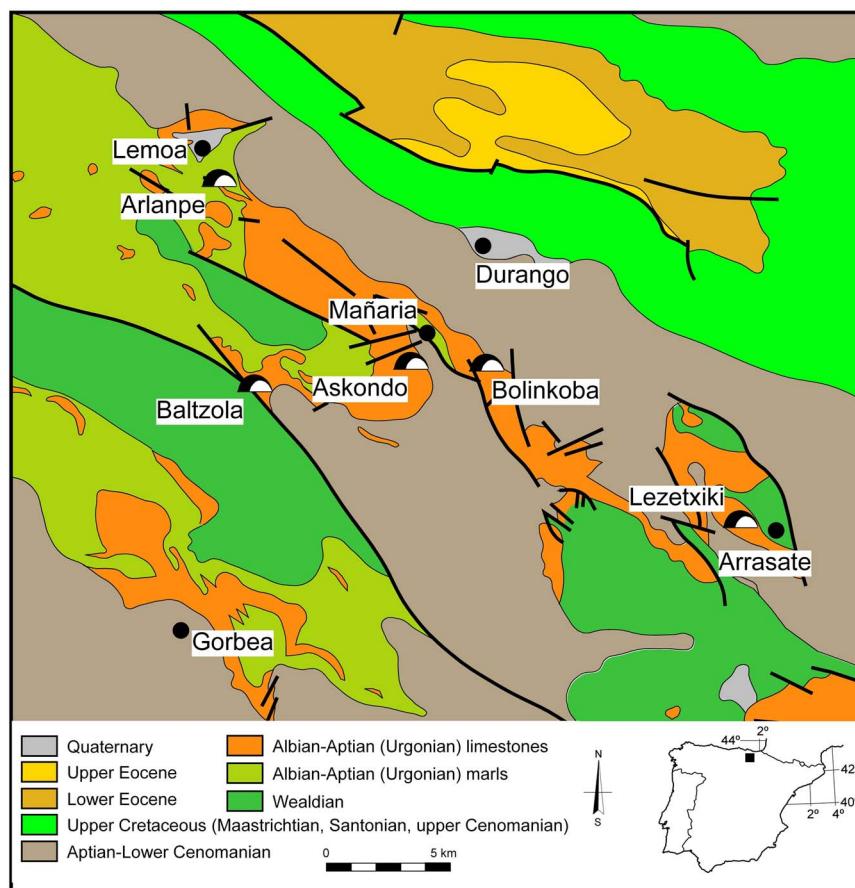 Lemoa
Arlanpe
Durango
Mañaria
Askondo
Bolinkoba
Baltzola
Lezetxiki
Arrasate
Gorbea
Quaternary
Upper Eocene
Lower Eocene
Upper Cretaceous (Maastrichtian, Santonian, upper Cenomanian)
Aptian-Lower Cenomanian
Albian-Aptian (Urgonian) limestones
Albian-Aptian (Urgonian) marls
Wealdian
0 5 km
N
S
44º 2º
42
40
2º 4º